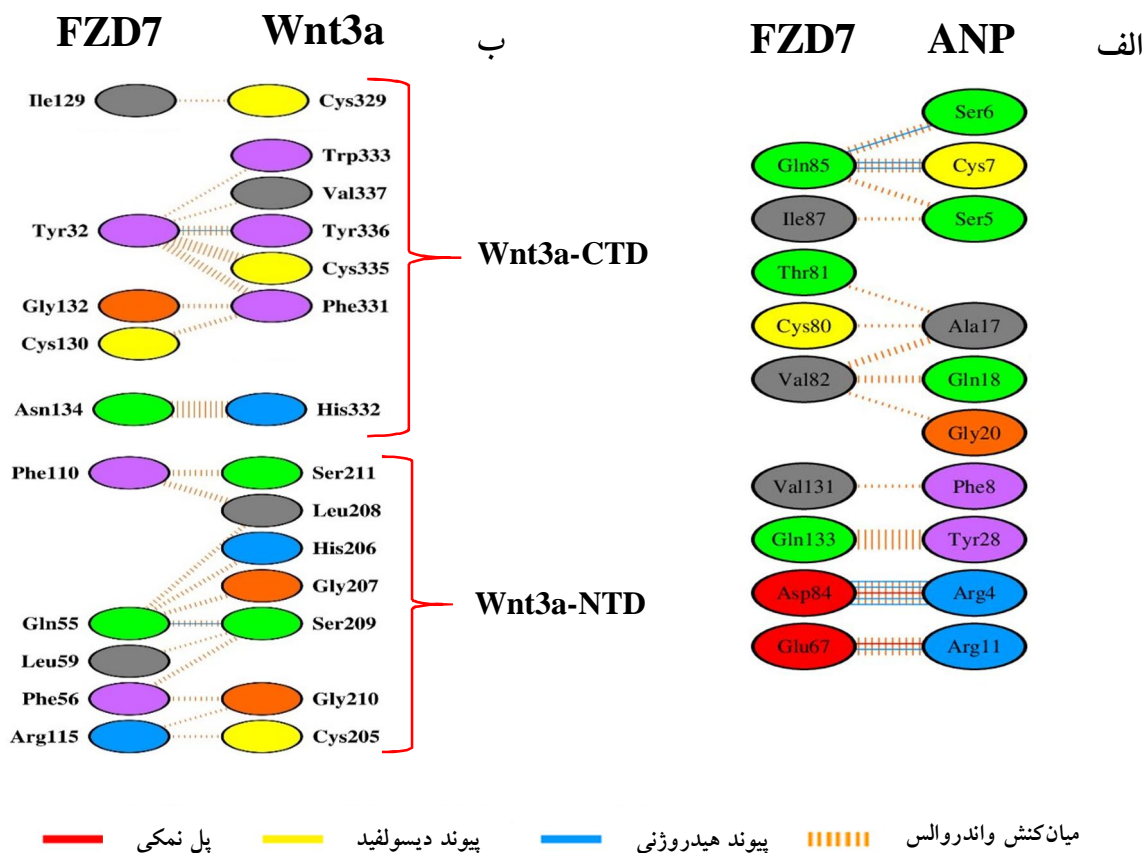 FZD7 Wnt3a ب FZD7 ANP الف
Ile129 Cys329
Trp333
Val337
Tyr32 Tyr336
Cys335
Gly132 Phe331
Cys130
Asn134 His332
Wnt3a-CTD
Phe110 Ser211
Leu208
His206
Gly207
Gln55 Ser209
Leu59
Phe56 Gly210
Arg115 Cys205
Wnt3a-NTD
Ser6
Gln85 Cys7
Ile87 Ser5
Thr81
Cys80 Ala17
Val82 Gln18
Gly20
Val131 Phe8
Gln133 Tyr28
Asp84 Arg4
Glu67 Arg11
میان‌کنش واندروالس پیوند هیدروژنی پیوند دیسولفید پل نمکی